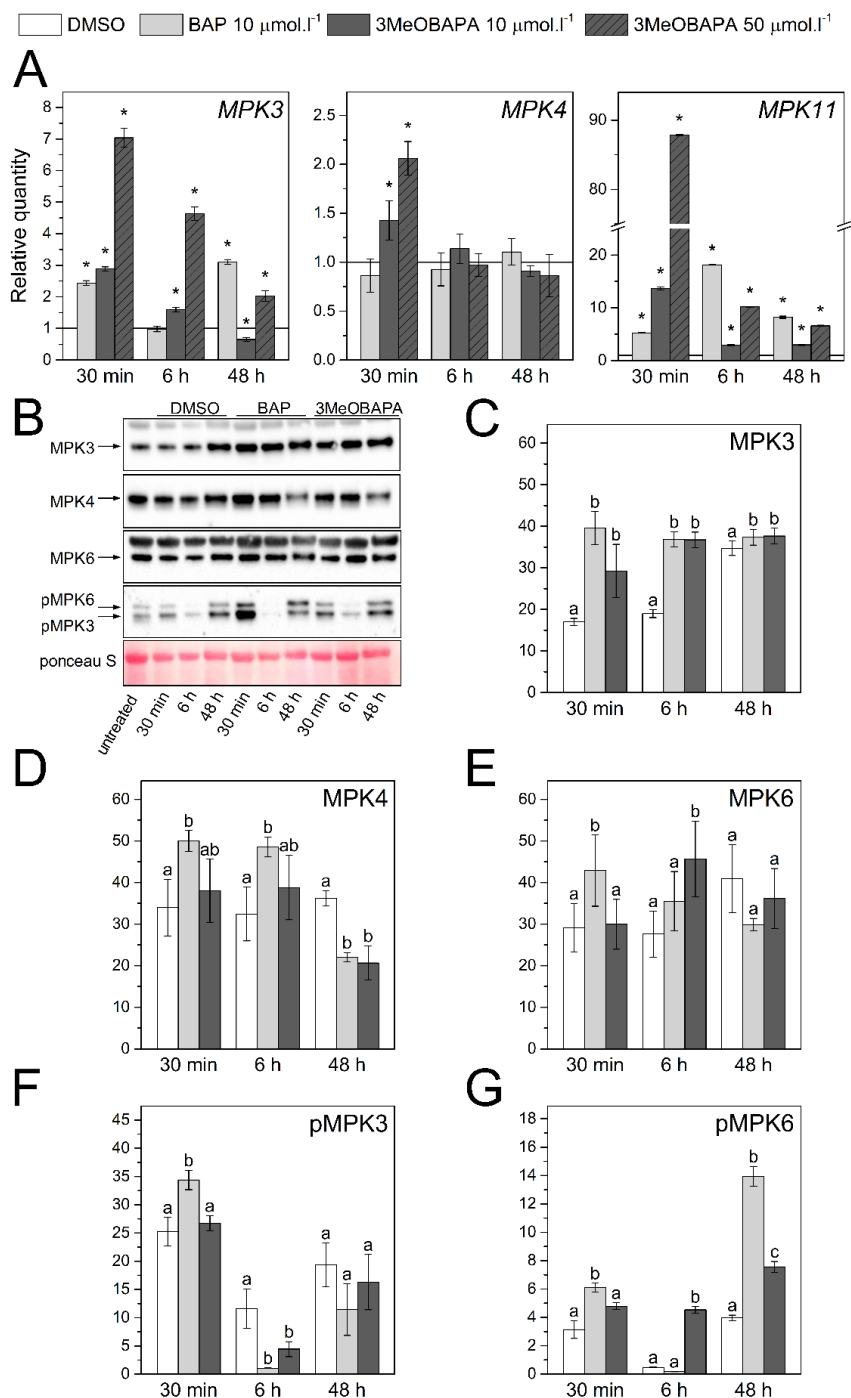 DMSO BAP 10 μmol.l⁻¹ 3MeOBAPA 10 μmol.l⁻¹ 3MeOBAPA 50 μmol.l⁻¹
A
MPK3
MPK4
MPK11
Relative quantity
8
7
6
5
4
3
2
1
0
2.5
2.0
1.5
1.0
0.5
0.0
90
80
20
10
0
* * * * * * * *
* *
* * * * * * * * *
30 min 6 h 48 h
30 min 6 h 48 h
30 min 6 h 48 h
B
DMSO BAP 3MeOBAPA
MPK3
MPK4
MPK6
pMPK6
pMPK3
ponceau S
untreated 30 min 6 h 48 h 30 min 6 h 48 h 30 min 6 h 48 h
C
MPK3
60
50
40
30
20
10
0
a b b a b b a b b
30 min 6 h 48 h
D
MPK4
60
50
40
30
20
10
0
a b ab a b ab a b b
30 min 6 h 48 h
E
MPK6
60
50
40
30
20
10
0
a b a a a b a a a
30 min 6 h 48 h
F
pMPK3
45
40
35
30
25
20
15
10
5
0
a b a a b b a a a
30 min 6 h 48 h
G
pMPK6
18
16
14
12
10
8
6
4
2
0
a b a a a b a b c
30 min 6 h 48 h